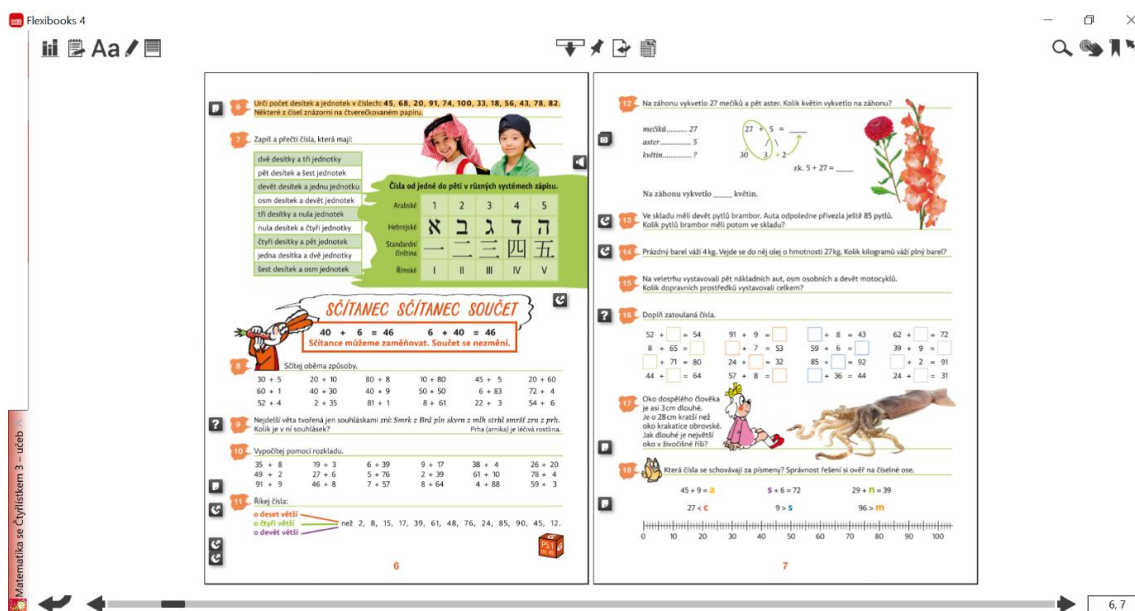 Flexibooks 4
Aa
6 Urči počet desítek a jednotek v číslech: 45, 68, 20, 91, 74, 100, 33, 18, 56, 43, 78, 82.
Některé z čísel znázorni na čtverečkovaném papíru.
7 Zapiš a přečti čísla, která mají:
dvě desítky a tři jednotky
pět desítek a šest jednotek
devět desítek a jednu jednotku
osm desítek a devět jednotek
tři desítky a nula jednotek
nula desítek a čtyři jednotky
čtyři desítky a pět jednotek
jedna desítka a dvě jednotky
šest desítek a osm jednotek
Čísla od jedné do pěti v různých systémech zápisu.
Arabské 1 2 3 4 5
Hebrejské א ב ג ד ה
Standardní čínština 一 二 三 四 五
Římské I II III IV V
SČÍTANEC SČÍTANEC SOUČET
40 + 6 = 46 6 + 40 = 46
Sčítance můžeme zaměňovat. Součet se nezmění.
8 Sčítej oběma způsoby.
30 + 5 20 + 10 80 + 8 10 + 80 45 + 5 20 + 60
60 + 1 40 + 30 40 + 9 50 + 50 6 + 83 72 + 4
52 + 4 2 + 35 81 + 1 8 + 61 22 + 3 54 + 6
9 Nejdelší věta tvořená jen souhláskami zní: Smrk z Brd pln skvrn z mlh strhl smršť zrn z prh.
Kolik je v ní souhlásek? Prha (arnika) je léčivá rostlina.
10 Vypočítej pomocí rozkladu.
35 + 8 19 + 3 6 + 39 9 + 17 38 + 4 26 + 20
49 + 2 27 + 6 5 + 76 2 + 39 61 + 10 78 + 4
91 + 9 46 + 8 7 + 57 8 + 64 4 + 88 59 + 3
11 Říkej čísla:
o deset větší
o čtyři větší než 2, 8, 15, 17, 39, 61, 48, 76, 24, 85, 90, 45, 12.
o devět větší
PS1
6
12 Na záhonu vykvetlo 27 mečíků a pět aster. Kolik květin vykvetlo na záhonu?
mečíků.......... 27
aster.............. 5
květin............ ?
27 + 5 = ____
30 3 + 2
zk. 5 + 27 = ____
Na záhonu vykvetlo ____ květin.
13 Ve skladu měli devět pytlů brambor. Auta odpoledne přivezla ještě 85 pytlů.
Kolik pytlů brambor měli potom ve skladu?
14 Prázdný barel váží 4 kg. Vejde se do něj olej o hmotnosti 27 kg. Kolik kilogramů váží plný barel?
15 Na veletrhu vystavovali pět nákladních aut, osm osobních a devět motocyklů.
Kolik dopravních prostředků vystavovali celkem?
16 Doplň zatoulaná čísla.
52 + □ = 54 91 + 9 = □ □ + 8 = 43 62 + □ = 72
8 + 65 = □ □ + 7 = 53 59 + 6 = □ 39 + 9 = □
□ + 71 = 80 24 + □ = 32 85 + □ = 92 □ + 2 = 91
44 + □ = 64 57 + 8 = □ □ + 36 = 44 24 + □ = 31
17 Oko dospělého člověka
je asi 3 cm dlouhé.
Je o 28 cm kratší než
oko krakatice obrovské.
Jak dlouhé je největší
oko v živočišné říši?
18 Která čísla se schovávají za písmeny? Správnost řešení si ověř na číselné ose.
45 + 9 = a s + 6 = 72 29 + n = 39
27 < c 9 > s 96 > m
0 10 20 30 40 50 60 70 80 90 100
7
Matematika se Čtyřlístkem 3 – učeb
6, 7